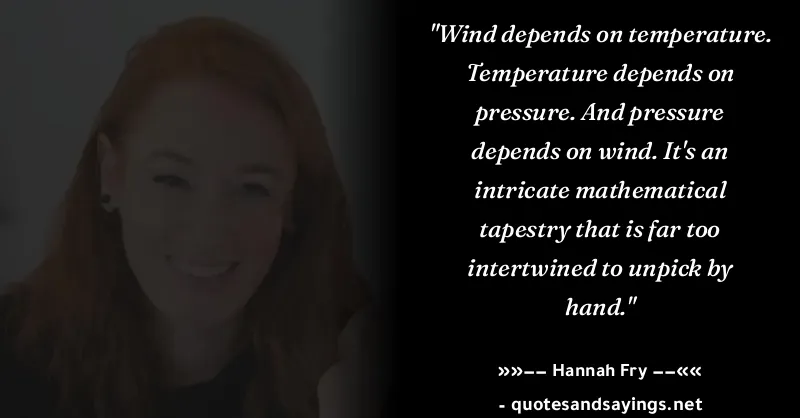 "Wind depends on temperature.
Temperature depends on
pressure. And pressure
depends on wind. It's an
intricate mathematical
tapestry that is far too
intertwined to unpick by
hand."
»»−− Hannah Fry −−««
- quotesandsayings.net